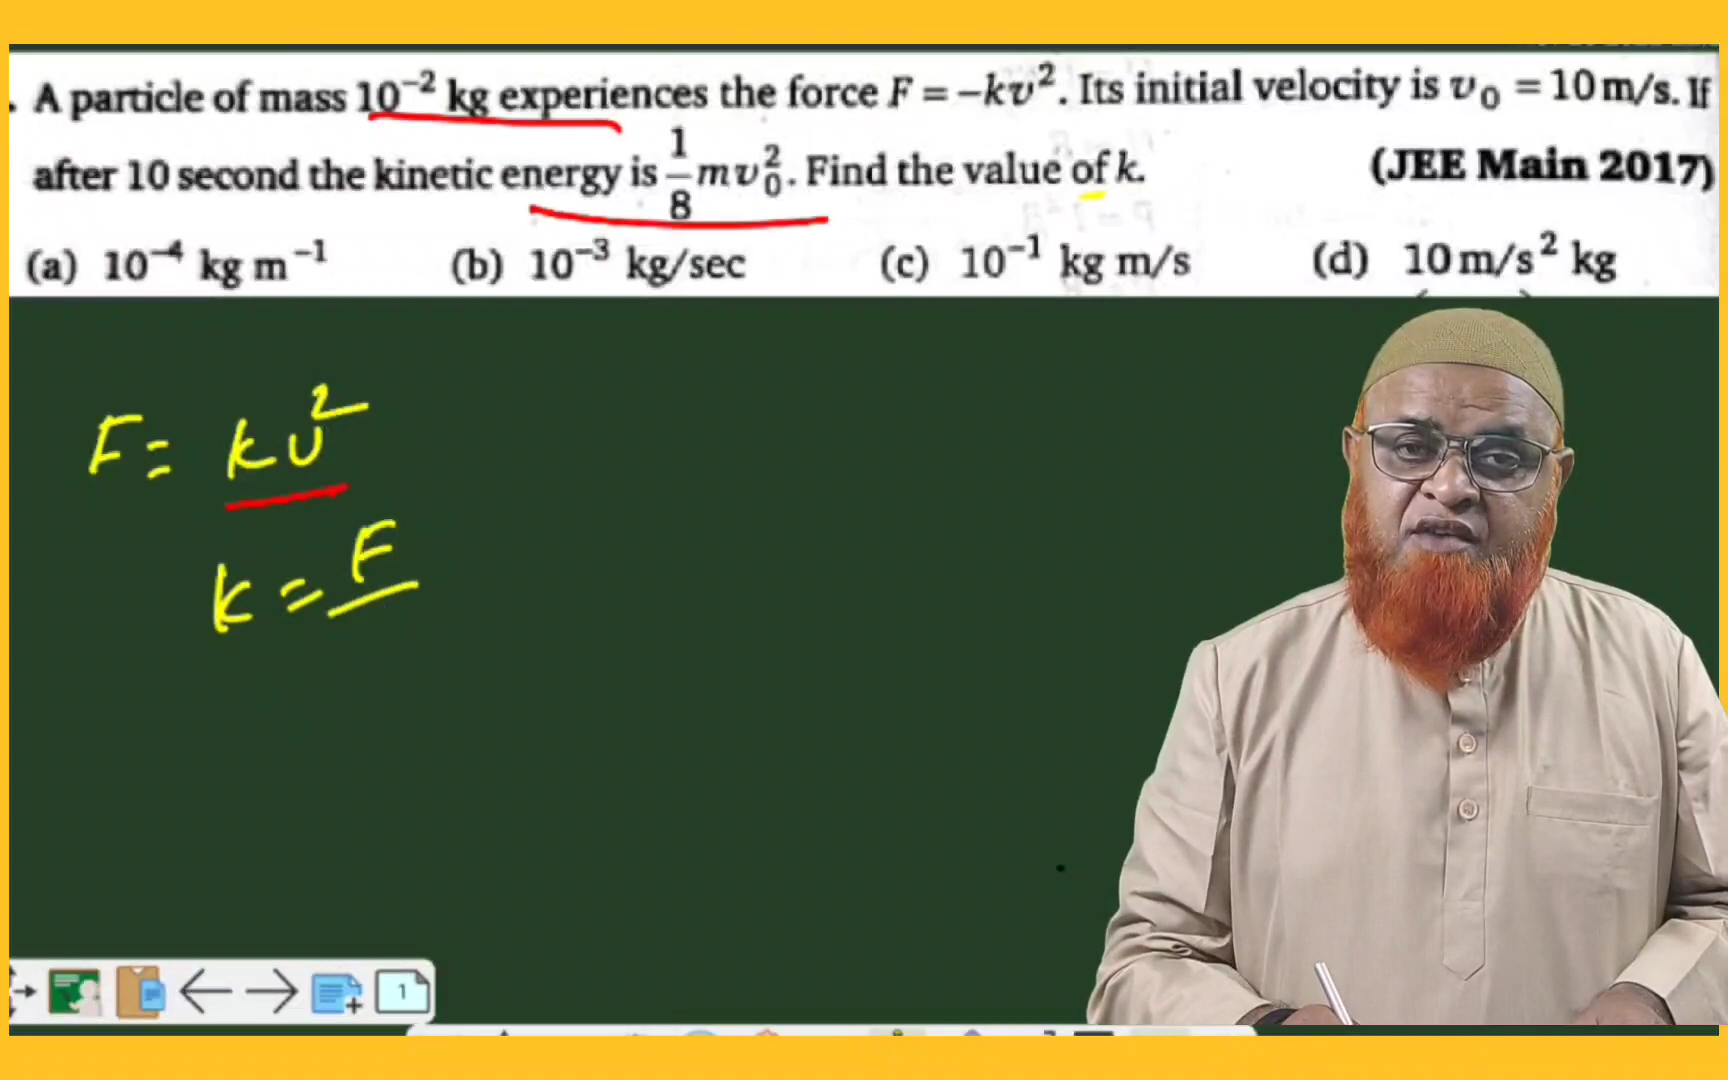 . A particle of mass 10⁻² kg experiences the force F = −kv². Its initial velocity is v₀ = 10 m/s. If
after 10 second the kinetic energy is 1/8 mv₀². Find the value of k. (JEE Main 2017)
(a) 10⁻⁴ kg m⁻¹ (b) 10⁻³ kg/sec (c) 10⁻¹ kg m/s (d) 10 m/s² kg
F = kv²
k = F
1